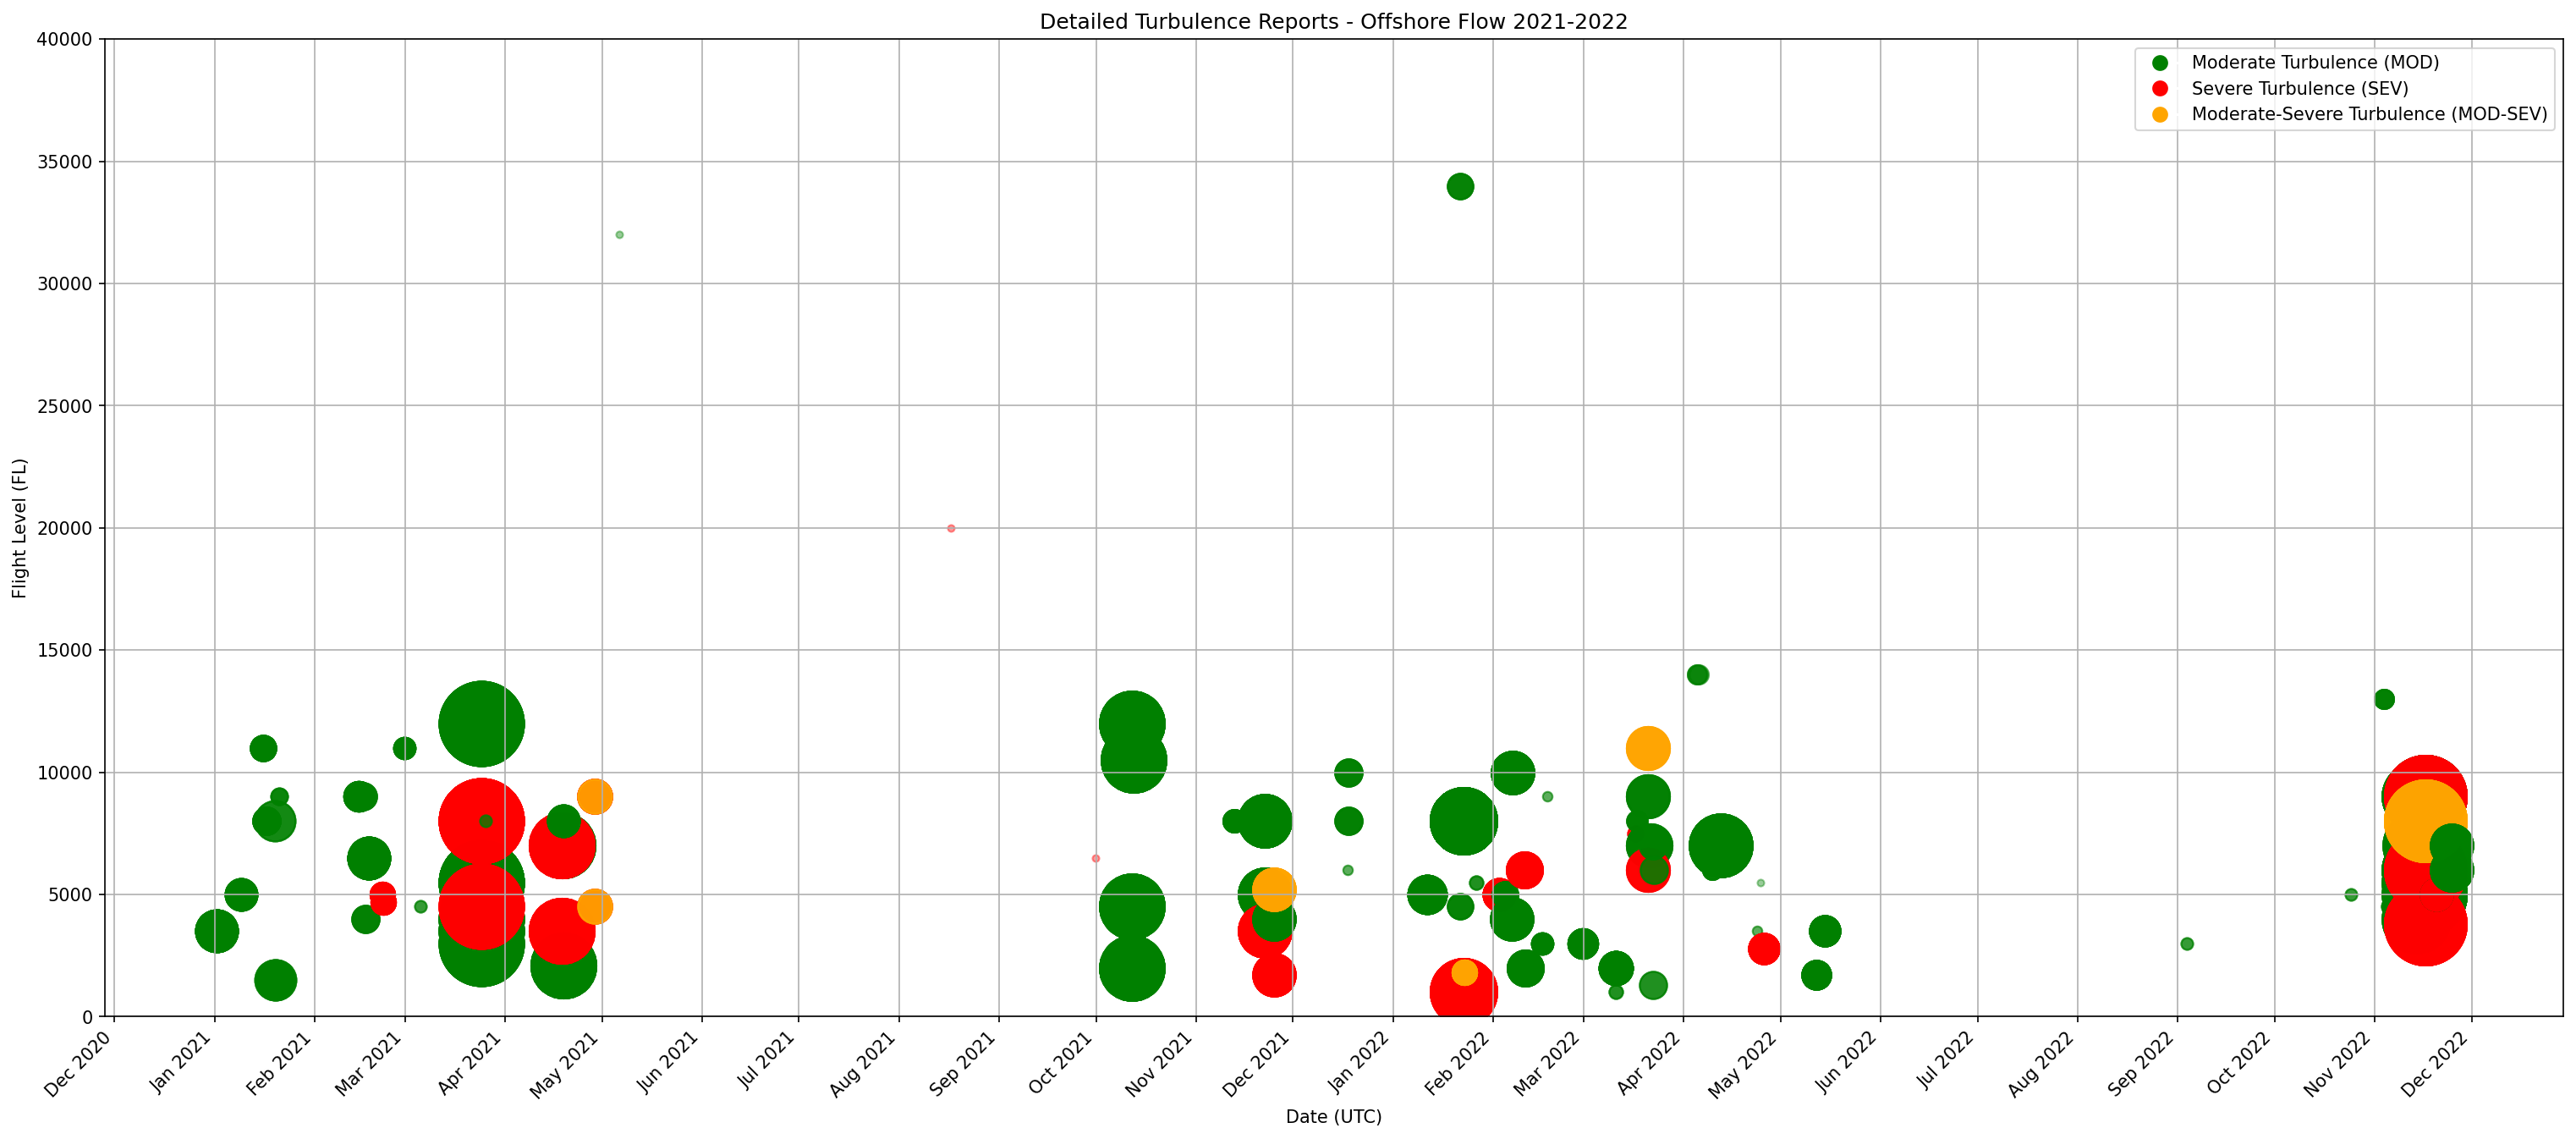 Detailed Turbulence Reports - Offshore Flow 2021-2022
Moderate Turbulence (MOD)
Severe Turbulence (SEV)
Moderate-Severe Turbulence (MOD-SEV)
Flight Level (FL)
40000
35000
30000
25000
20000
15000
10000
5000
0
Dec 2020
Jan 2021
Feb 2021
Mar 2021
Apr 2021
May 2021
Jun 2021
Jul 2021
Aug 2021
Sep 2021
Oct 2021
Nov 2021
Dec 2021
Jan 2022
Feb 2022
Mar 2022
Apr 2022
May 2022
Jun 2022
Jul 2022
Aug 2022
Sep 2022
Oct 2022
Nov 2022
Dec 2022
Date (UTC)